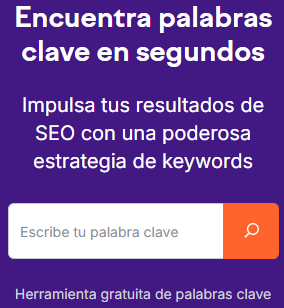 Encuentra palabras
clave en segundos
Impulsa tus resultados de
SEO con una poderosa
estrategia de keywords
Escribe tu palabra clave
Herramienta gratuita de palabras clave